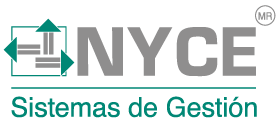 NYCE MR
Sistemas de Gestión